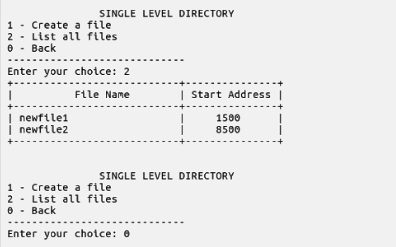 SINGLE LEVEL DIRECTORY
1 - Create a file
2 - List all files
0 - Back
------------------------------
Enter your choice: 2
+-----------------------------+----------------+
|           File Name         | Start Address |
+-----------------------------+----------------+
| newfile1                    |     1500      |
| newfile2                    |     8500      |
+-----------------------------+----------------+
SINGLE LEVEL DIRECTORY
1 - Create a file
2 - List all files
0 - Back
------------------------------
Enter your choice: 0